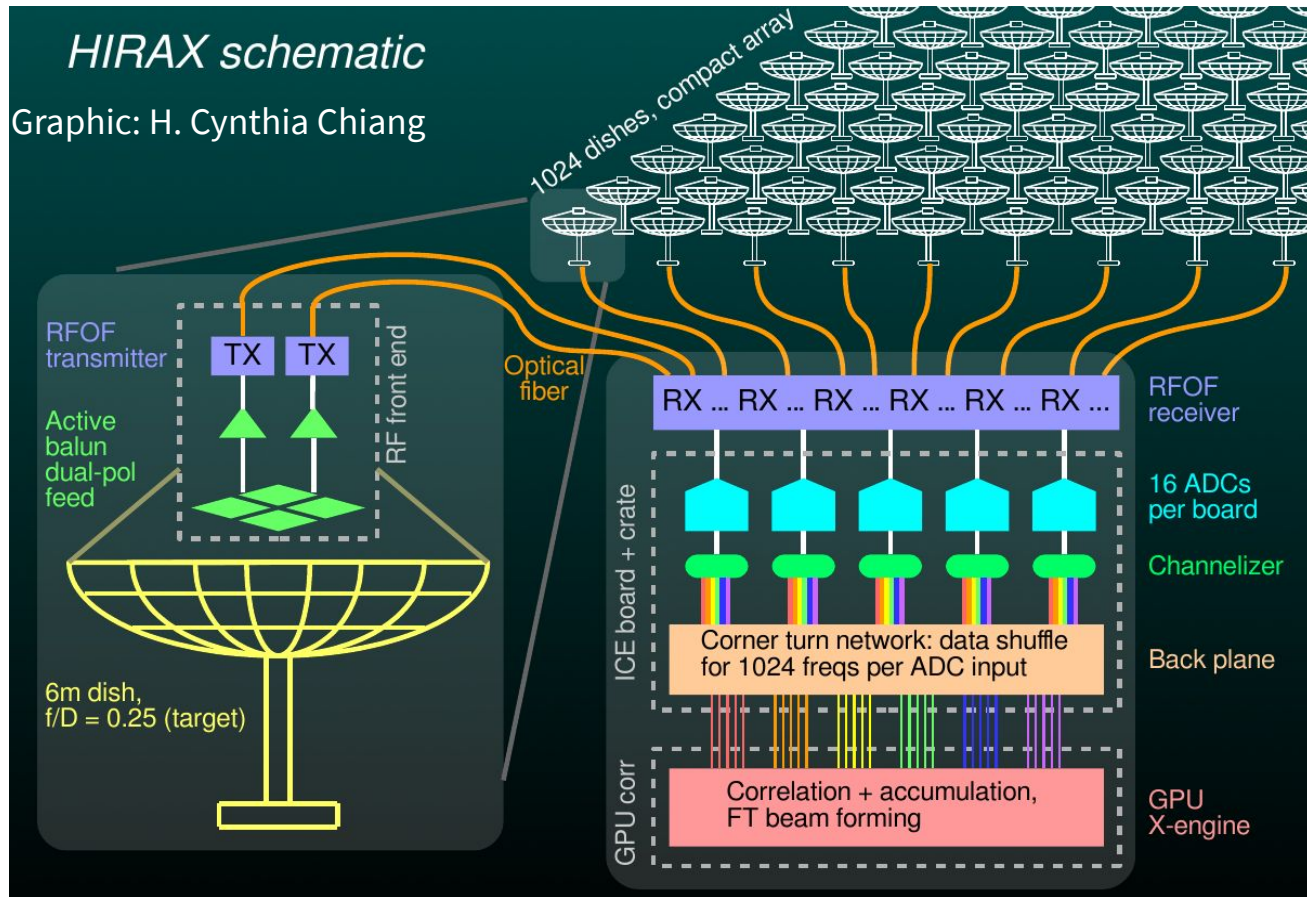 HIRAX schematic
Graphic: H. Cynthia Chiang
1024 dishes, compact array
RFOF
transmitter
TX
TX
Active
balun
dual-pol
feed
RF front end
6m dish,
f/D = 0.25 (target)
Optical
fiber
RX ... RX ... RX ... RX ... RX ... RX ...
RFOF
receiver
ICE board + crate
16 ADCs
per board
Channelizer
Corner turn network: data shuffle
for 1024 freqs per ADC input
Back plane
GPU corr
Correlation + accumulation,
FT beam forming
GPU
X-engine